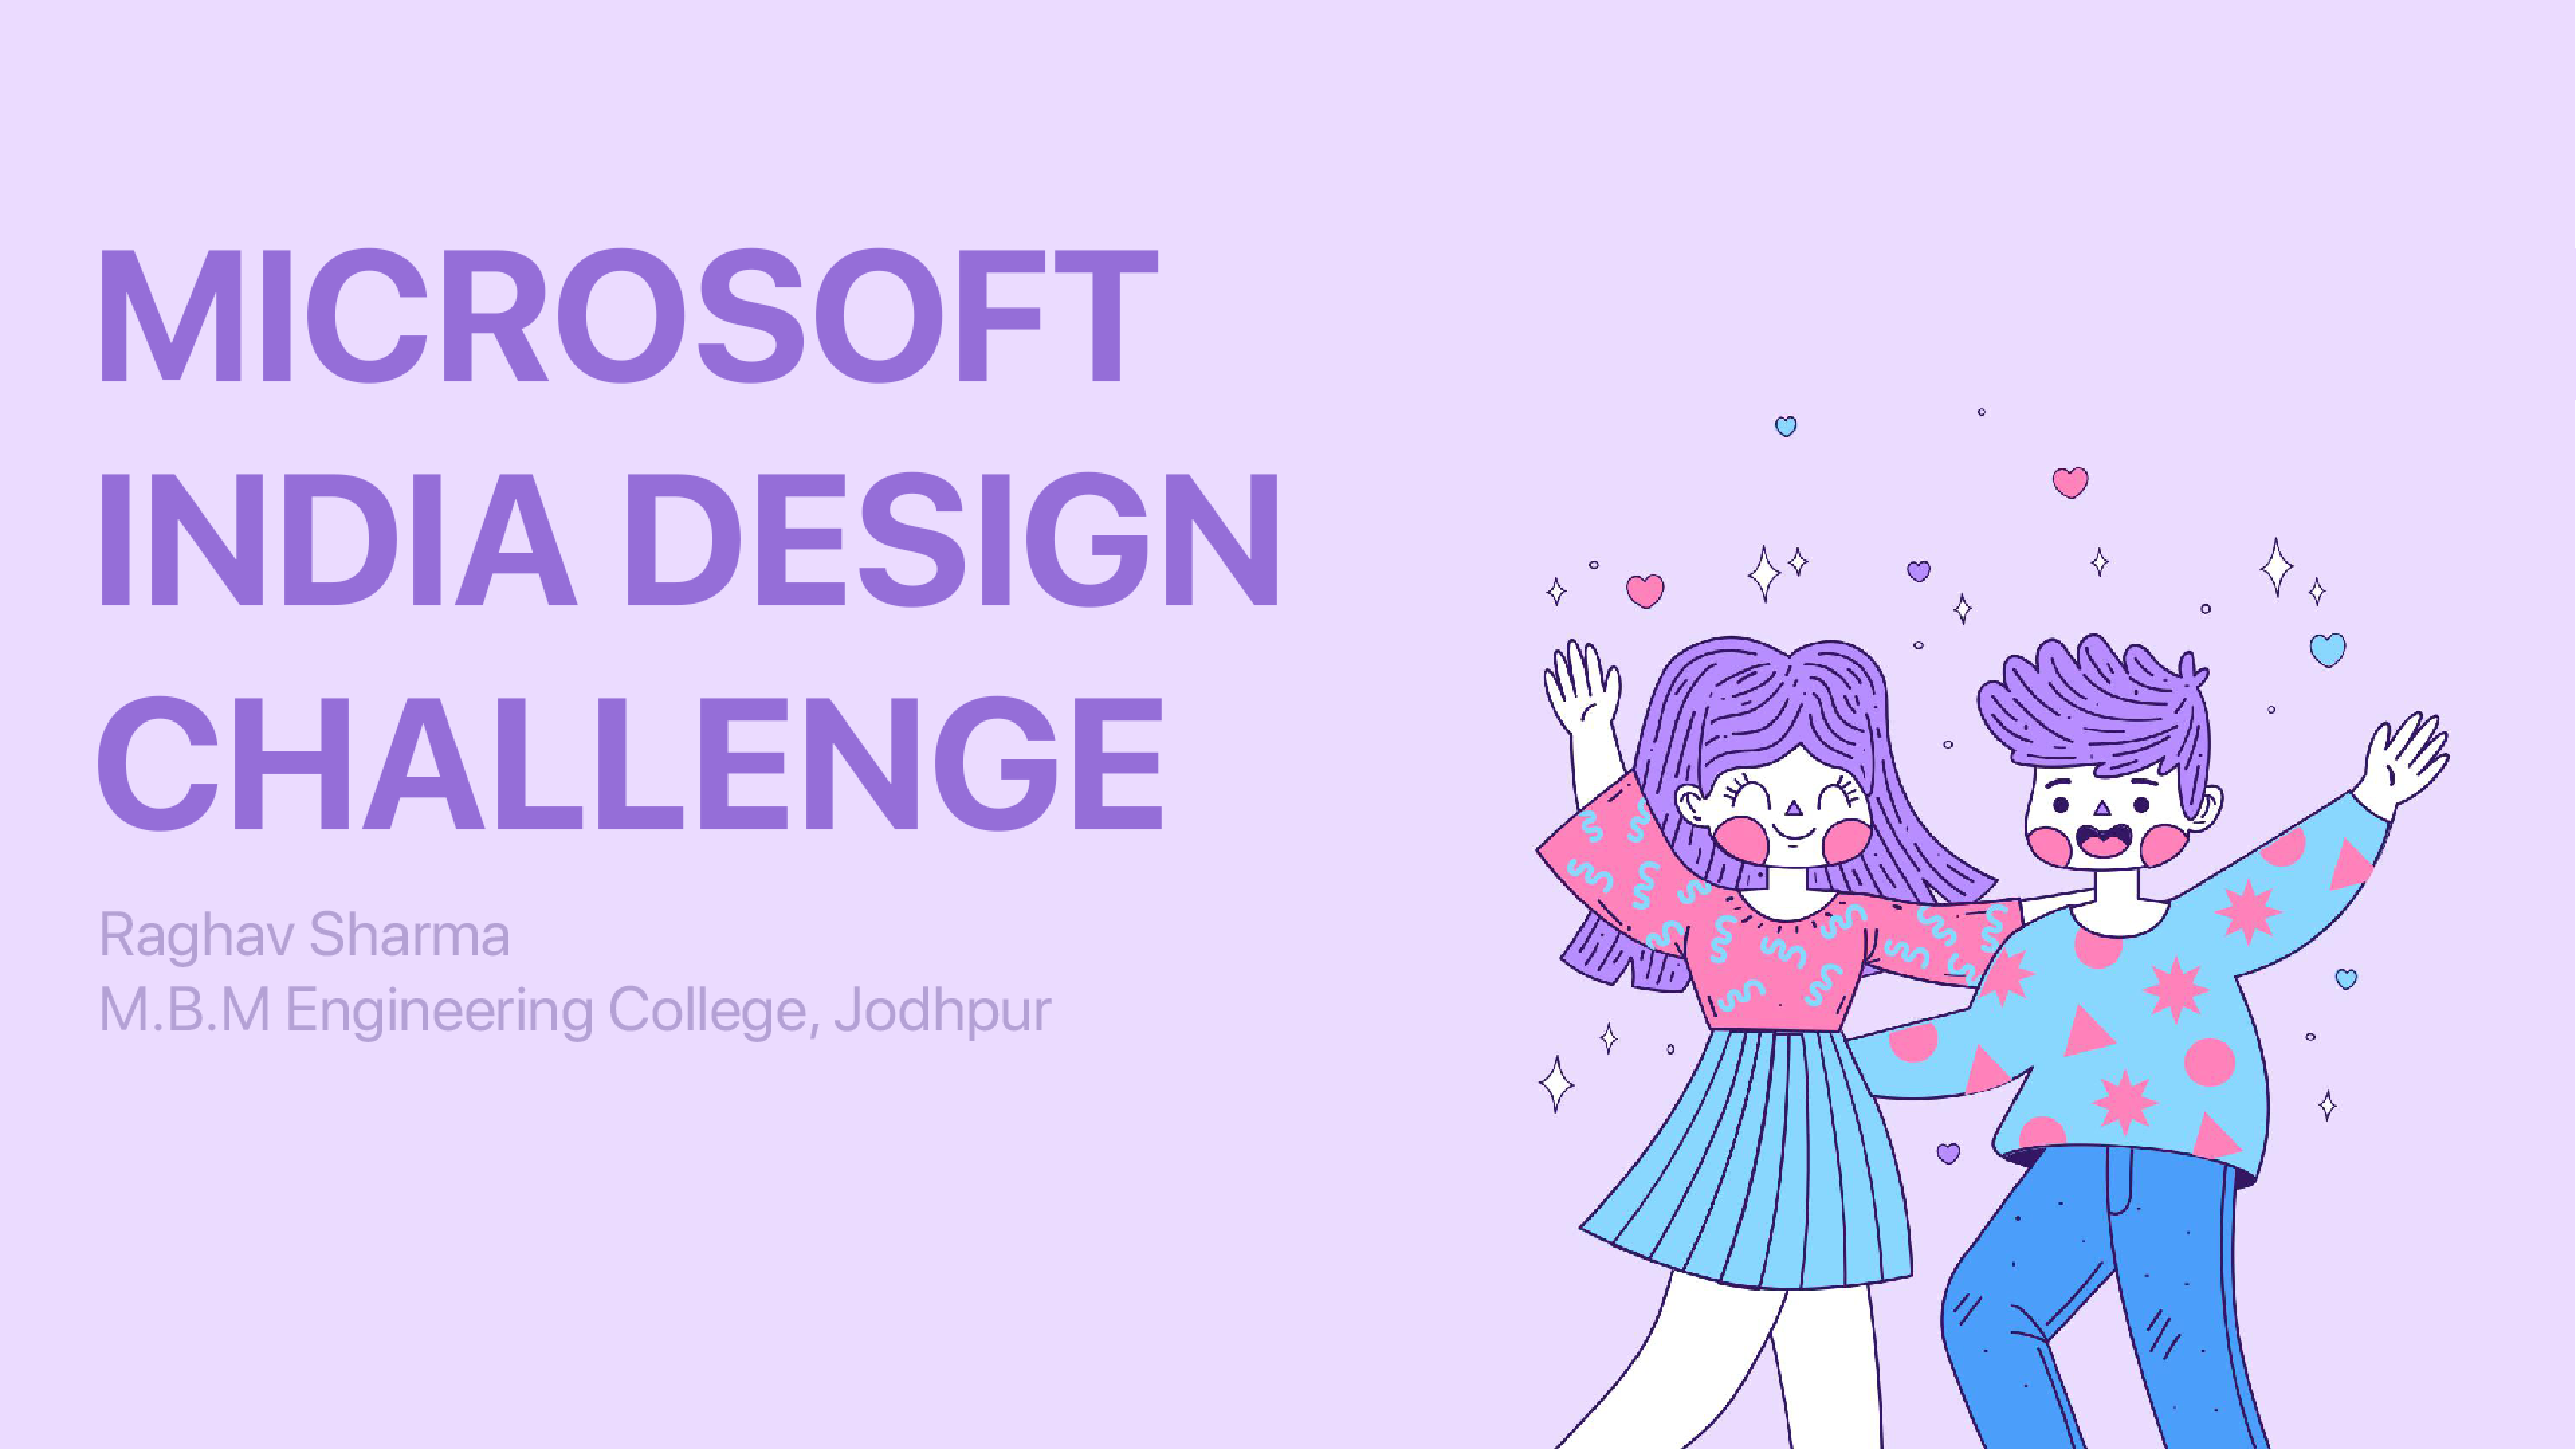 MICROSOFT
INDIA DESIGN
CHALLENGE
Raghav Sharma
M.B.M Engineering College, Jodhpur